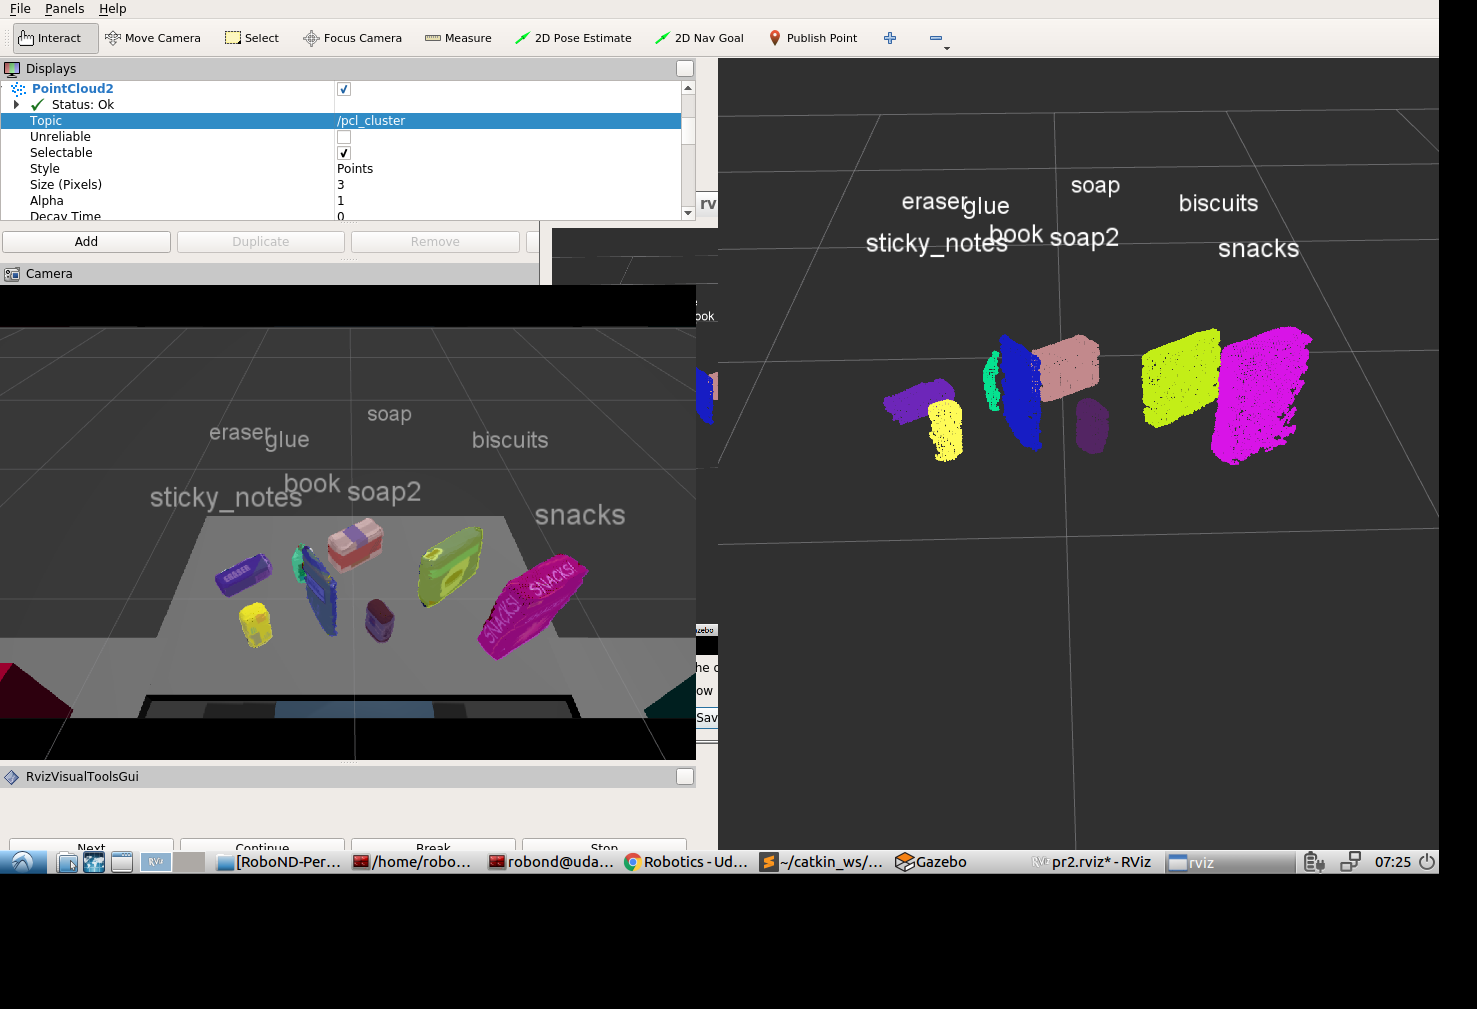 File Panels Help
Interact Move Camera Select Focus Camera Measure 2D Pose Estimate 2D Nav Goal Publish Point
Displays
PointCloud2
Status: Ok
Topic /pcl_cluster
Unreliable
Selectable
Style Points
Size (Pixels) 3
Alpha 1
Decay Time 0
Add Duplicate Remove
Camera
soap
eraser
glue
biscuits
book
sticky_notes
soap2
snacks
ERASER
SNACKS!
SNACKS!
RvizVisualToolsGui
Next Continue Break Stop
rv
ook
azebo
he c
ow
Sav
soap
eraser
glue
biscuits
book
soap2
sticky_notes
snacks
RViz [RoboND-Per... /home/robo... robond@uda... Robotics - Ud... ~/catkin_ws/... Gazebo RViz pr2.rviz* - RViz rviz 07:25